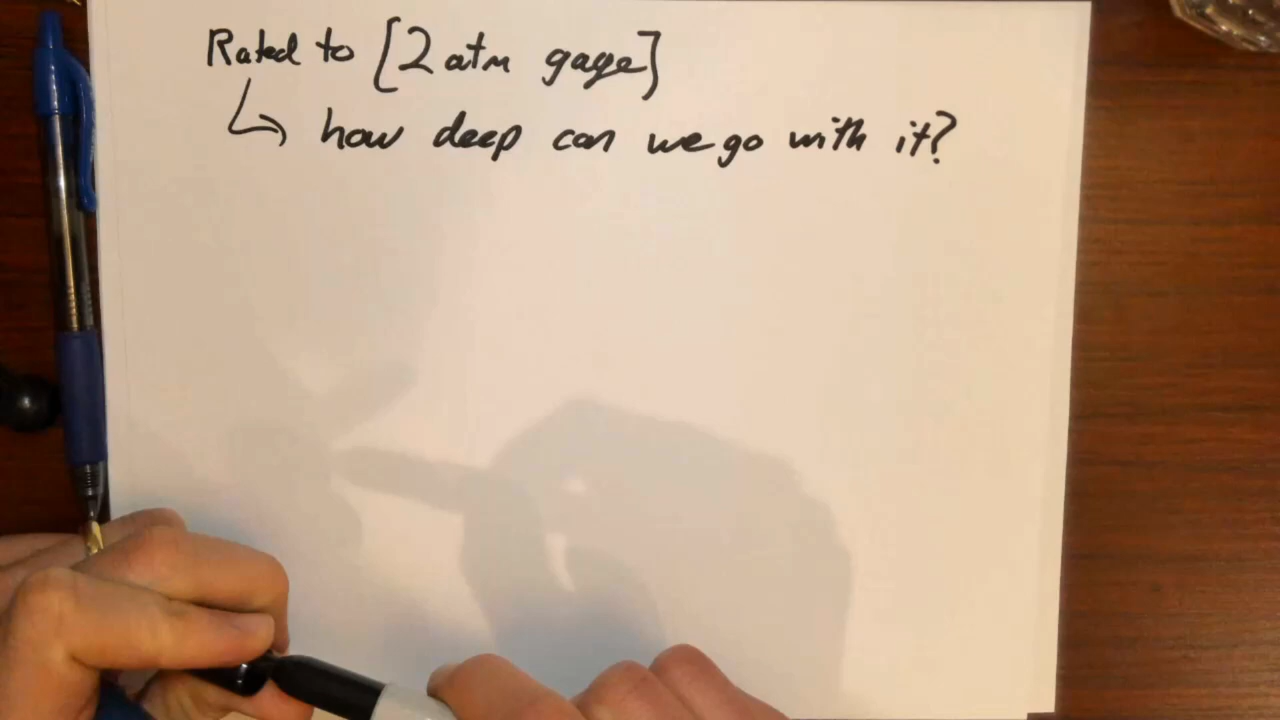 Rated to [2 atm gage]
↳ how deep can we go with it?